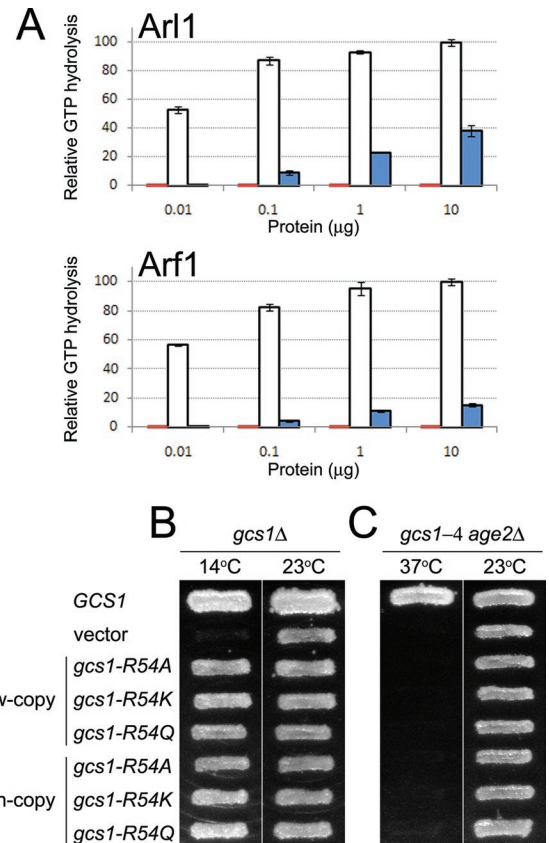 A
Arl1
Relative GTP hydrolysis
100
80
60
40
20
0
0.01 0.1 1 10
Protein (µg)
Arf1
Relative GTP hydrolysis
100
80
60
40
20
0
0.01 0.1 1 10
Protein (µg)
B C
gcs1Δ gcs1–4 age2Δ
14°C 23°C 37°C 23°C
GCS1
vector
gcs1-R54A
w-copy gcs1-R54K
gcs1-R54Q
gcs1-R54A
h-copy gcs1-R54K
gcs1-R54Q